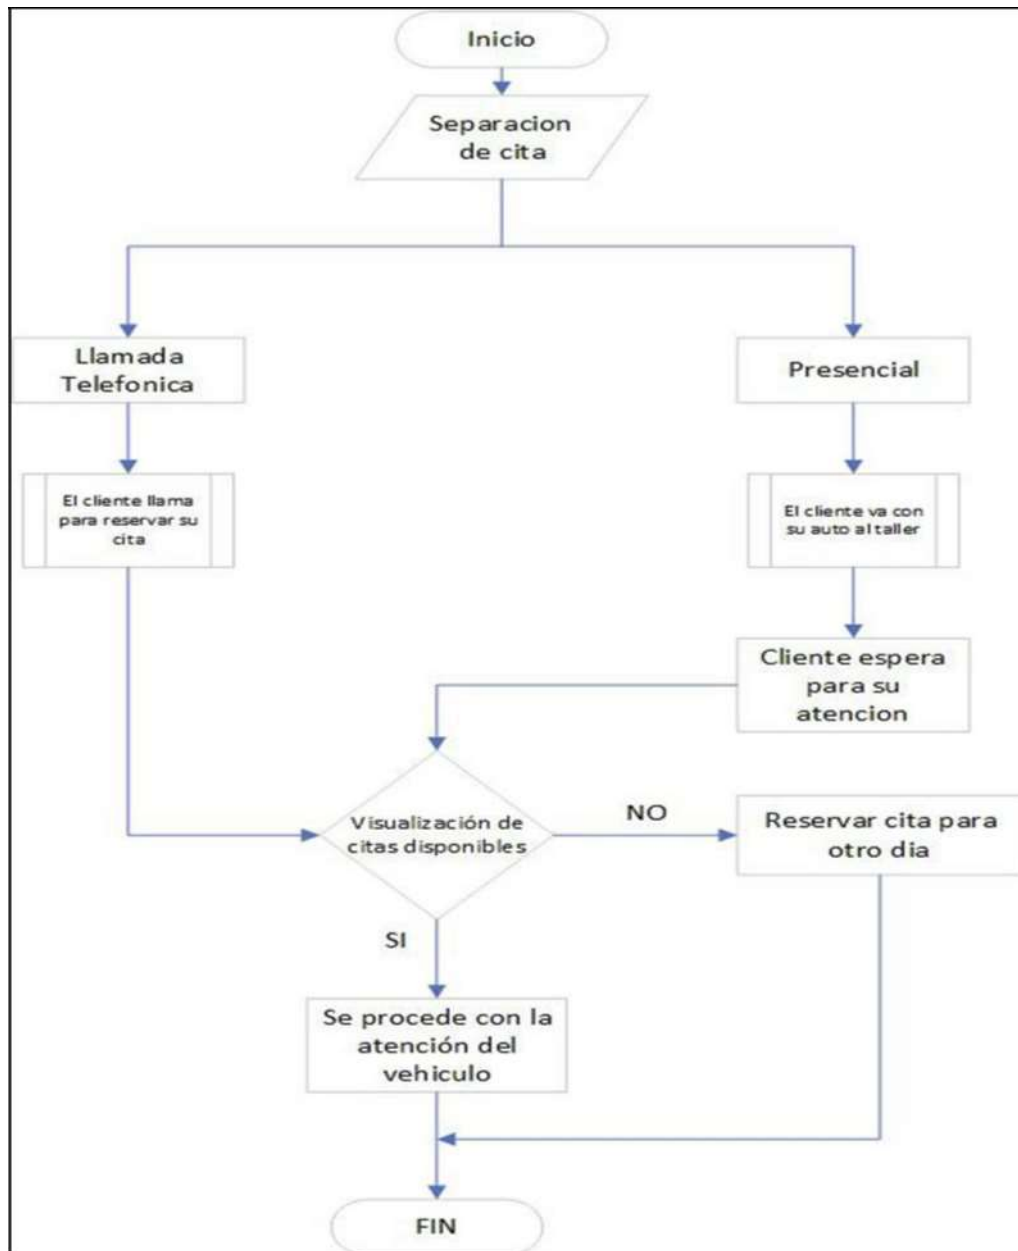 Inicio
Separacion
de cita
Llamada
Telefonica
Presencial
El cliente llama
para reservar su
cita
El cliente va con
su auto al taller
Cliente espera
para su
atencion
Visualización de
citas disponibles
NO
Reservar cita para
otro dia
SI
Se procede con la
atención del
vehiculo
FIN